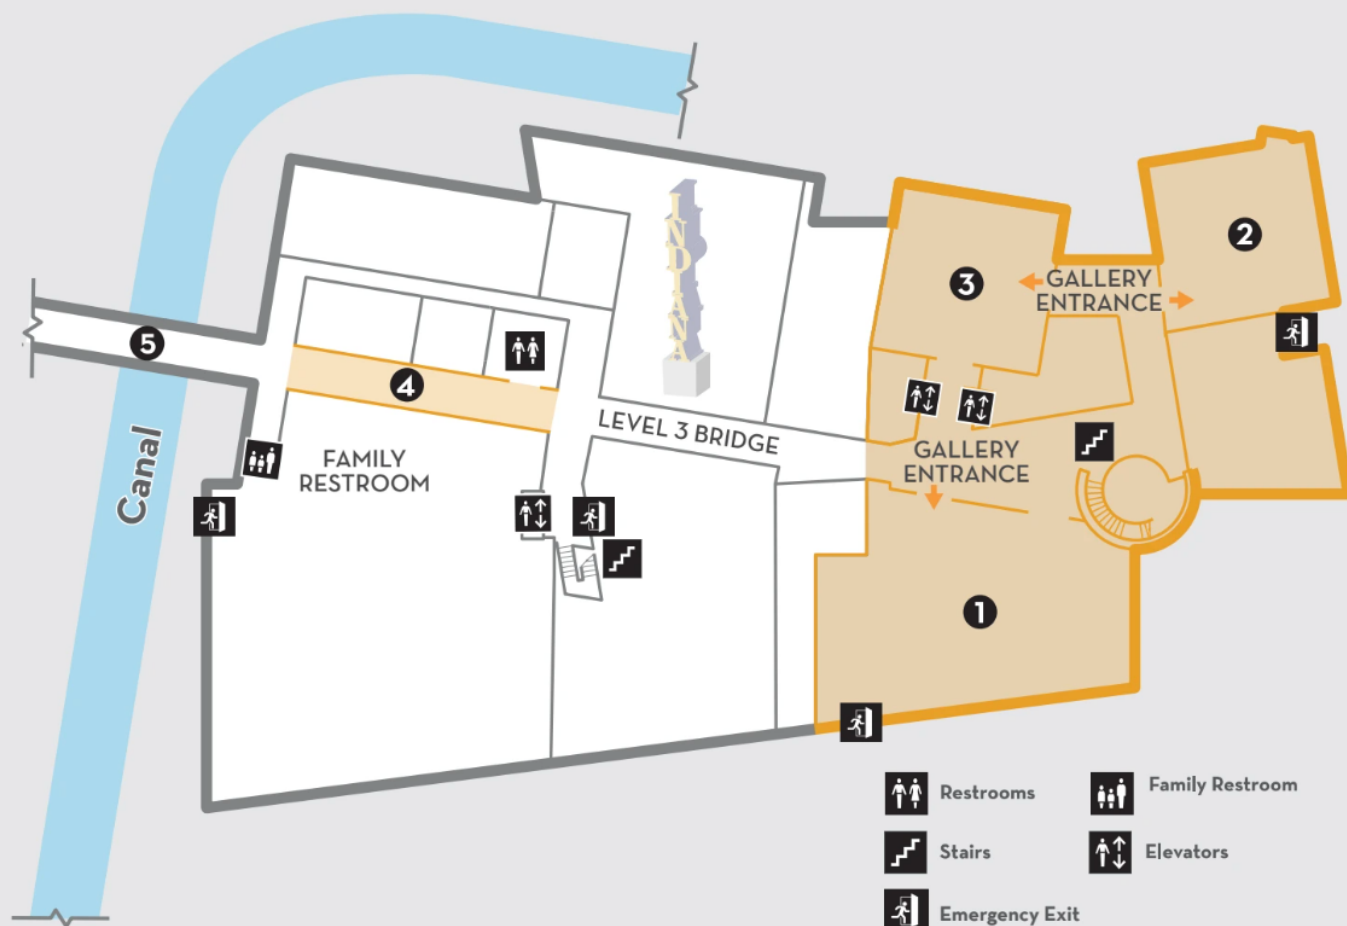 INDIANA
2
3
GALLERY
ENTRANCE
5
4
LEVEL 3 BRIDGE
GALLERY
ENTRANCE
FAMILY
RESTROOM
Canal
1
Restrooms
Family Restroom
Stairs
Elevators
Emergency Exit